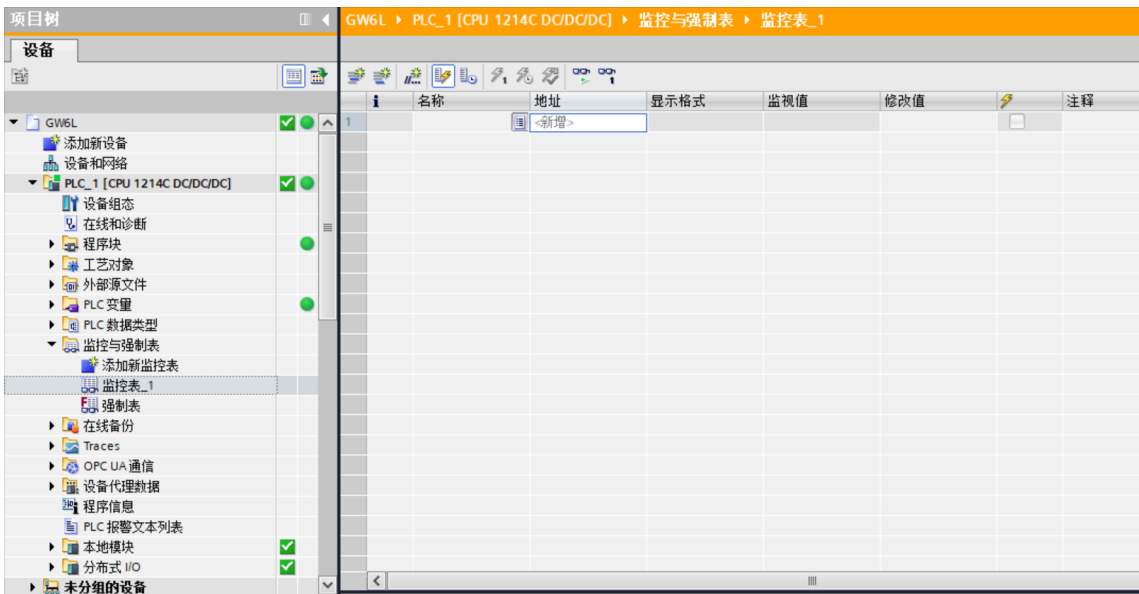 项目树
GW6L ▸ PLC_1 [CPU 1214C DC/DC/DC] ▸ 监控与强制表 ▸ 监控表_1
设备
i 名称 地址 显示格式 监视值 修改值 注释
1 <新增>
GW6L
添加新设备
设备和网络
PLC_1 [CPU 1214C DC/DC/DC]
设备组态
在线和诊断
程序块
工艺对象
外部源文件
PLC 变量
PLC 数据类型
监控与强制表
添加新监控表
监控表_1
强制表
在线备份
Traces
OPC UA 通信
设备代理数据
程序信息
PLC 报警文本列表
本地模块
分布式 I/O
未分组的设备